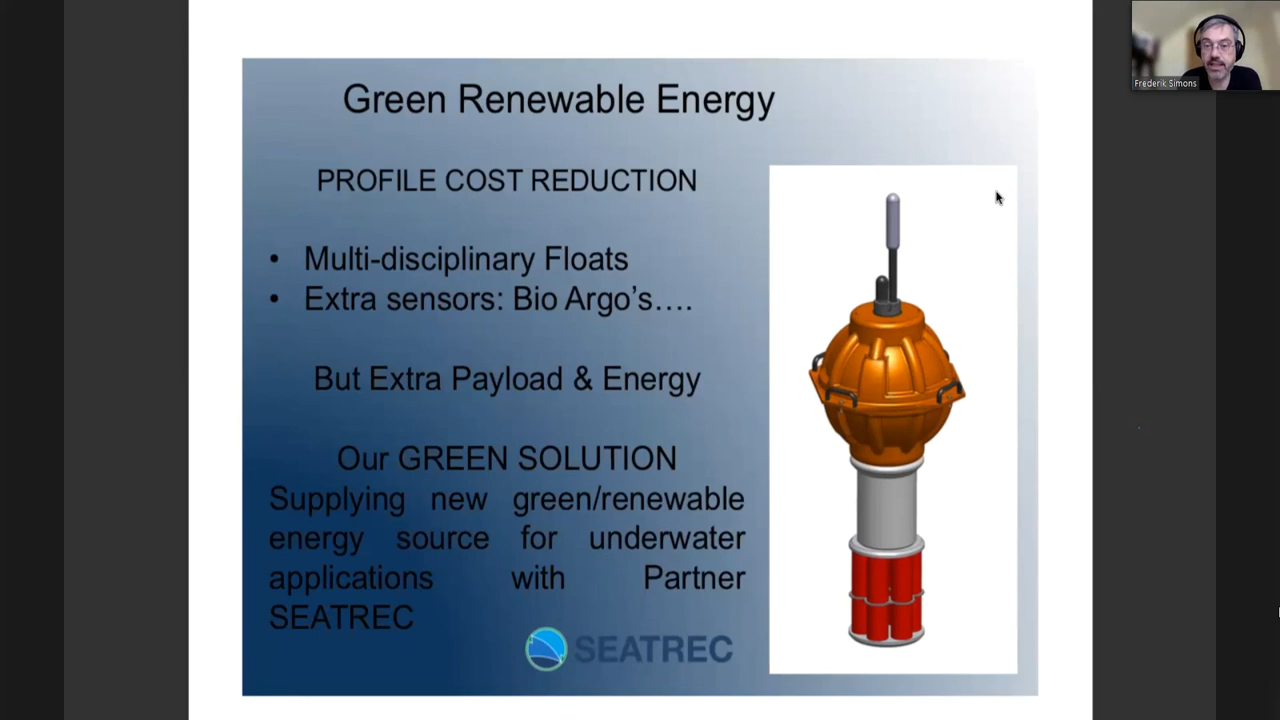 Frederik Simons
Green Renewable Energy
PROFILE COST REDUCTION
• Multi-disciplinary Floats
• Extra sensors: Bio Argo’s….
But Extra Payload & Energy
Our GREEN SOLUTION
Supplying new green/renewable
energy source for underwater
applications with Partner
SEATREC
SEATREC